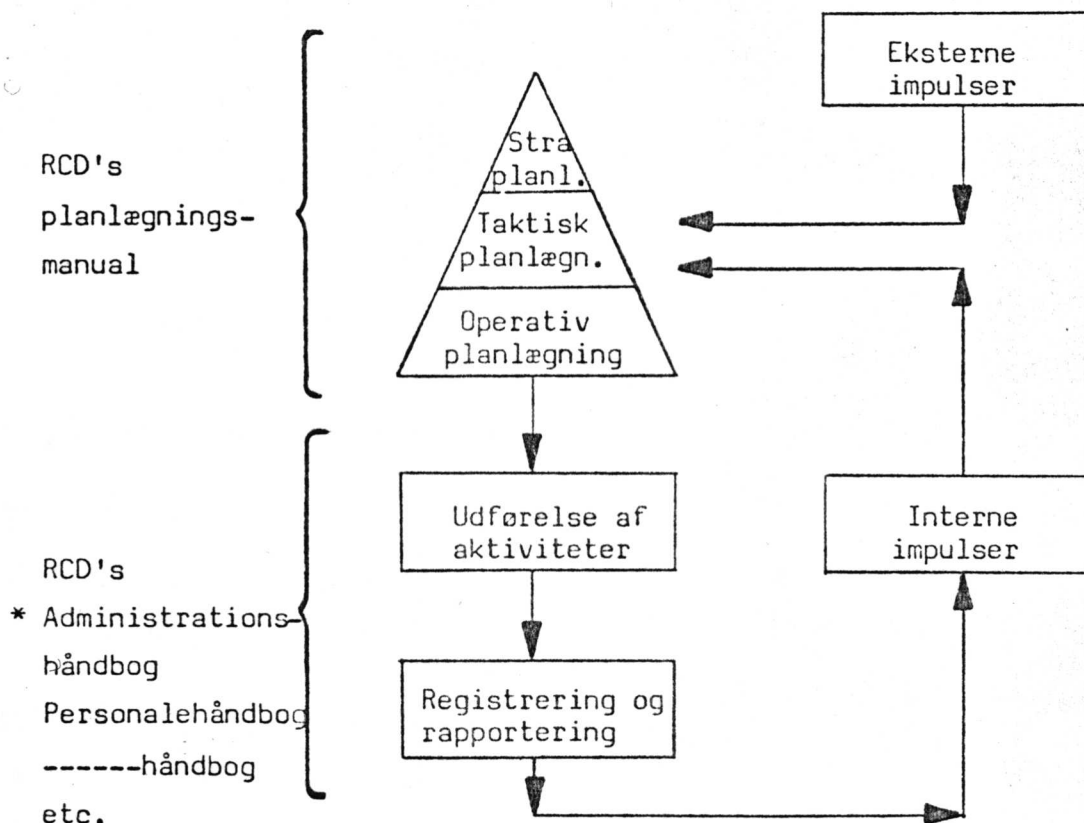 Eksterne
impulser
RCD's
planlægnings-
manual
Stra
planl.
Taktisk
planlægn.
Operativ
planlægning
Udførelse af
aktiviteter
Interne
impulser
RCD's
* Administrations-
håndbog
Personalehåndbog
------håndbog
etc.
Registrering og
rapportering